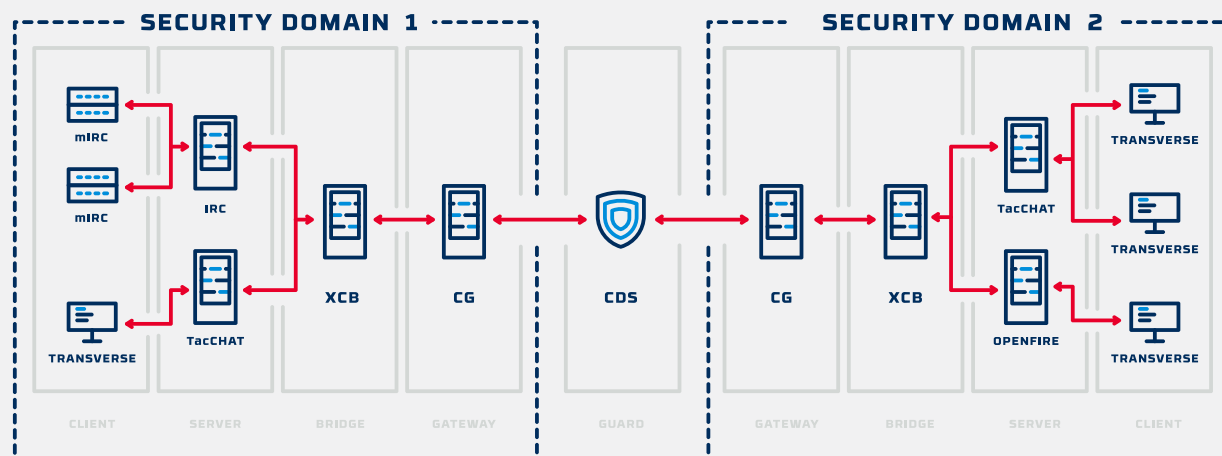 SECURITY DOMAIN 1
SECURITY DOMAIN 2
mIRC
mIRC
TRANSVERSE
IRC
TacCHAT
XCB
CG
CDS
CG
XCB
TacCHAT
OPENFIRE
TRANSVERSE
TRANSVERSE
TRANSVERSE
CLIENT
SERVER
BRIDGE
GATEWAY
GUARD
GATEWAY
BRIDGE
SERVER
CLIENT